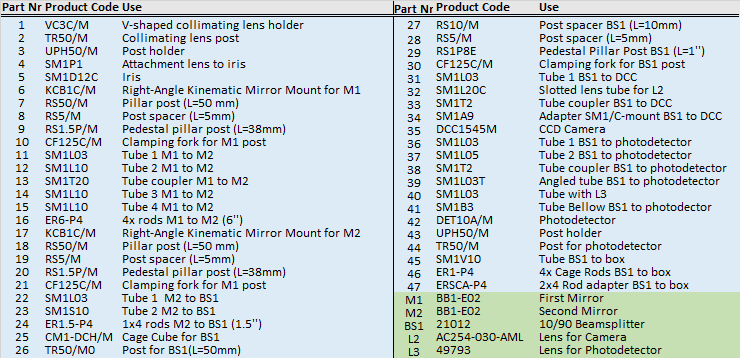 Part Nr Product Code Use
1 VC3C/M V-shaped collimating lens holder
2 TR50/M Collimating lens post
3 UPH50/M Post holder
4 SM1P1 Attachment lens to iris
5 SM1D12C Iris
6 KCB1C/M Right-Angle Kinematic Mirror Mount for M1
7 RS50/M Pillar post (L=50 mm)
8 RS5/M Post spacer (L=5mm)
9 RS1.5P/M Pedestal pillar post (L=38mm)
10 CF125C/M Clamping fork for M1 post
11 SM1L03 Tube 1 M1 to M2
12 SM1L10 Tube 2 M1 to M2
13 SM1T20 Tube coupler M1 to M2
14 SM1L10 Tube 3 M1 to M2
15 SM1L10 Tube 4 M1 to M2
16 ER6-P4 4x rods M1 to M2 (6'')
17 KCB1C/M Right-Angle Kinematic Mirror Mount for M2
18 RS50/M Pillar post (L=50 mm)
19 RS5/M Post spacer (L=5mm)
20 RS1.5P/M Pedestal pillar post (L=38mm)
21 CF125C/M Clamping fork for M1 post
22 SM1L03 Tube 1 M2 to BS1
23 SM1S10 Tube 2 M2 to BS1
24 ER1.5-P4 1x4 rods M2 to BS1 (1.5'')
25 CM1-DCH/M Cage Cube for BS1
26 TR50/M0 Post for BS1(L=50mm)
Part Nr Product Code Use
27 RS10/M Post spacer BS1 (L=10mm)
28 RS5/M Post spacer (L=5mm)
29 RS1P8E Pedestal Pillar Post BS1 (L=1'')
30 CF125C/M Clamping fork for BS1 post
31 SM1L03 Tube 1 BS1 to DCC
32 SM1L20C Slotted lens tube for L2
33 SM1T2 Tube coupler BS1 to DCC
34 SM1A9 Adapter SM1/C-mount BS1 to DCC
35 DCC1545M CCD Camera
36 SM1L03 Tube 1 BS1 to photodetector
37 SM1L05 Tube 2 BS1 to photodetector
38 SM1T2 Tube coupler BS1 to photodetector
39 SM1L03T Angled tube BS1 to photodetector
40 SM1L03 Tube with L3
41 SM1B3 Tube Bellow BS1 to photodector
42 DET10A/M Photodetector
43 UPH50/M Post holder
44 TR50/M Post for photodetector
45 SM1V10 Tube BS1 to box
46 ER1-P4 4x Cage Rods BS1 to box
47 ERSCA-P4 2x4 Rod adapter BS1 to box
M1 BB1-E02 First Mirror
M2 BB1-E02 Second Mirror
BS1 21012 10/90 Beamsplitter
L2 AC254-030-AML Lens for Camera
L3 49793 Lens for Photodetector